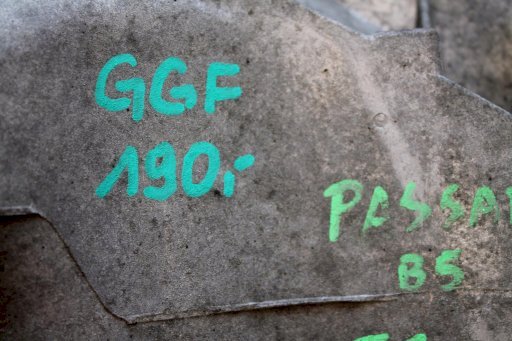 GGF
190,-
PASSAT
B5